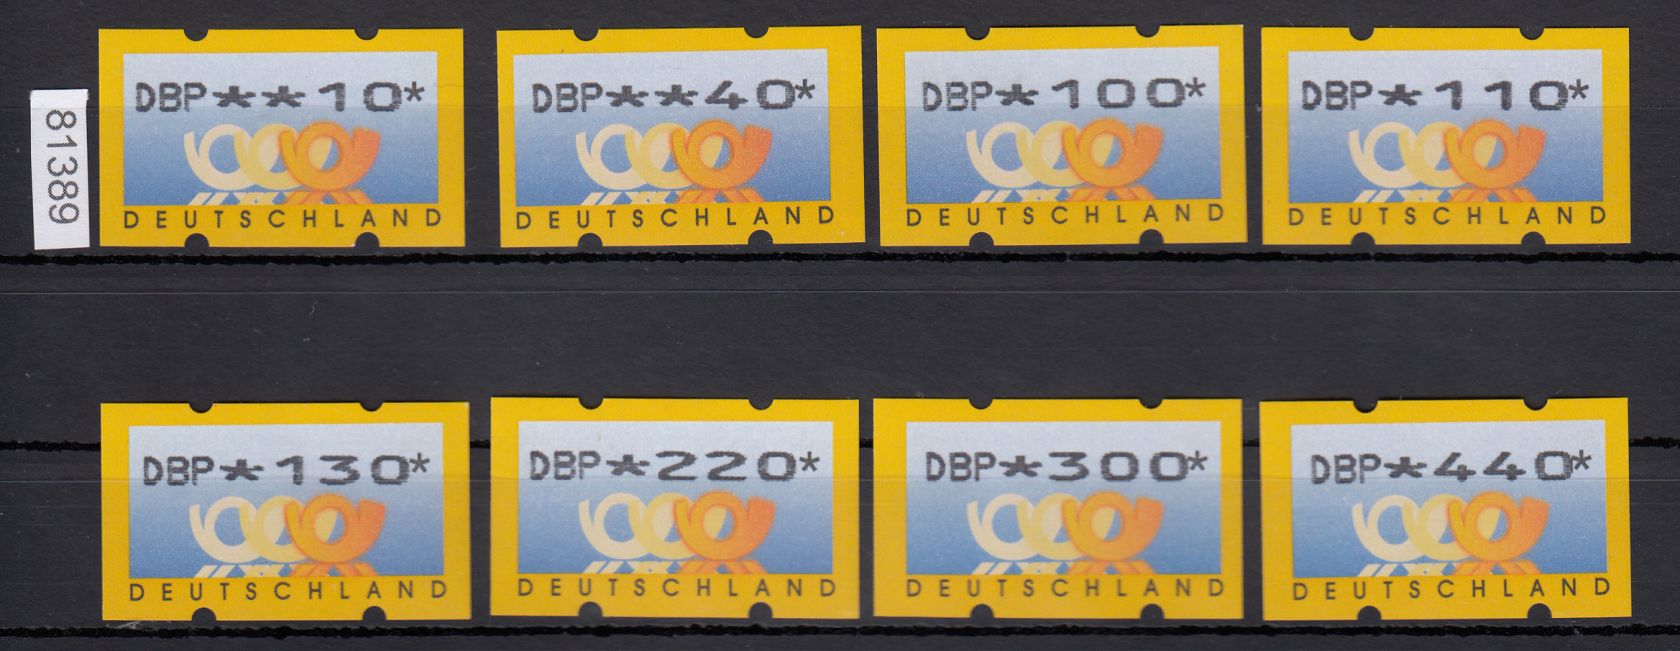 81389
DBP**10*
DEUTSCHLAND
DBP**40*
DEUTSCHLAND
DBP*100*
DEUTSCHLAND
DBP*110*
DEUTSCHLAND
DBP*130*
DEUTSCHLAND
DBP*220*
DEUTSCHLAND
DBP*300*
DEUTSCHLAND
DBP*440*
DEUTSCHLAND